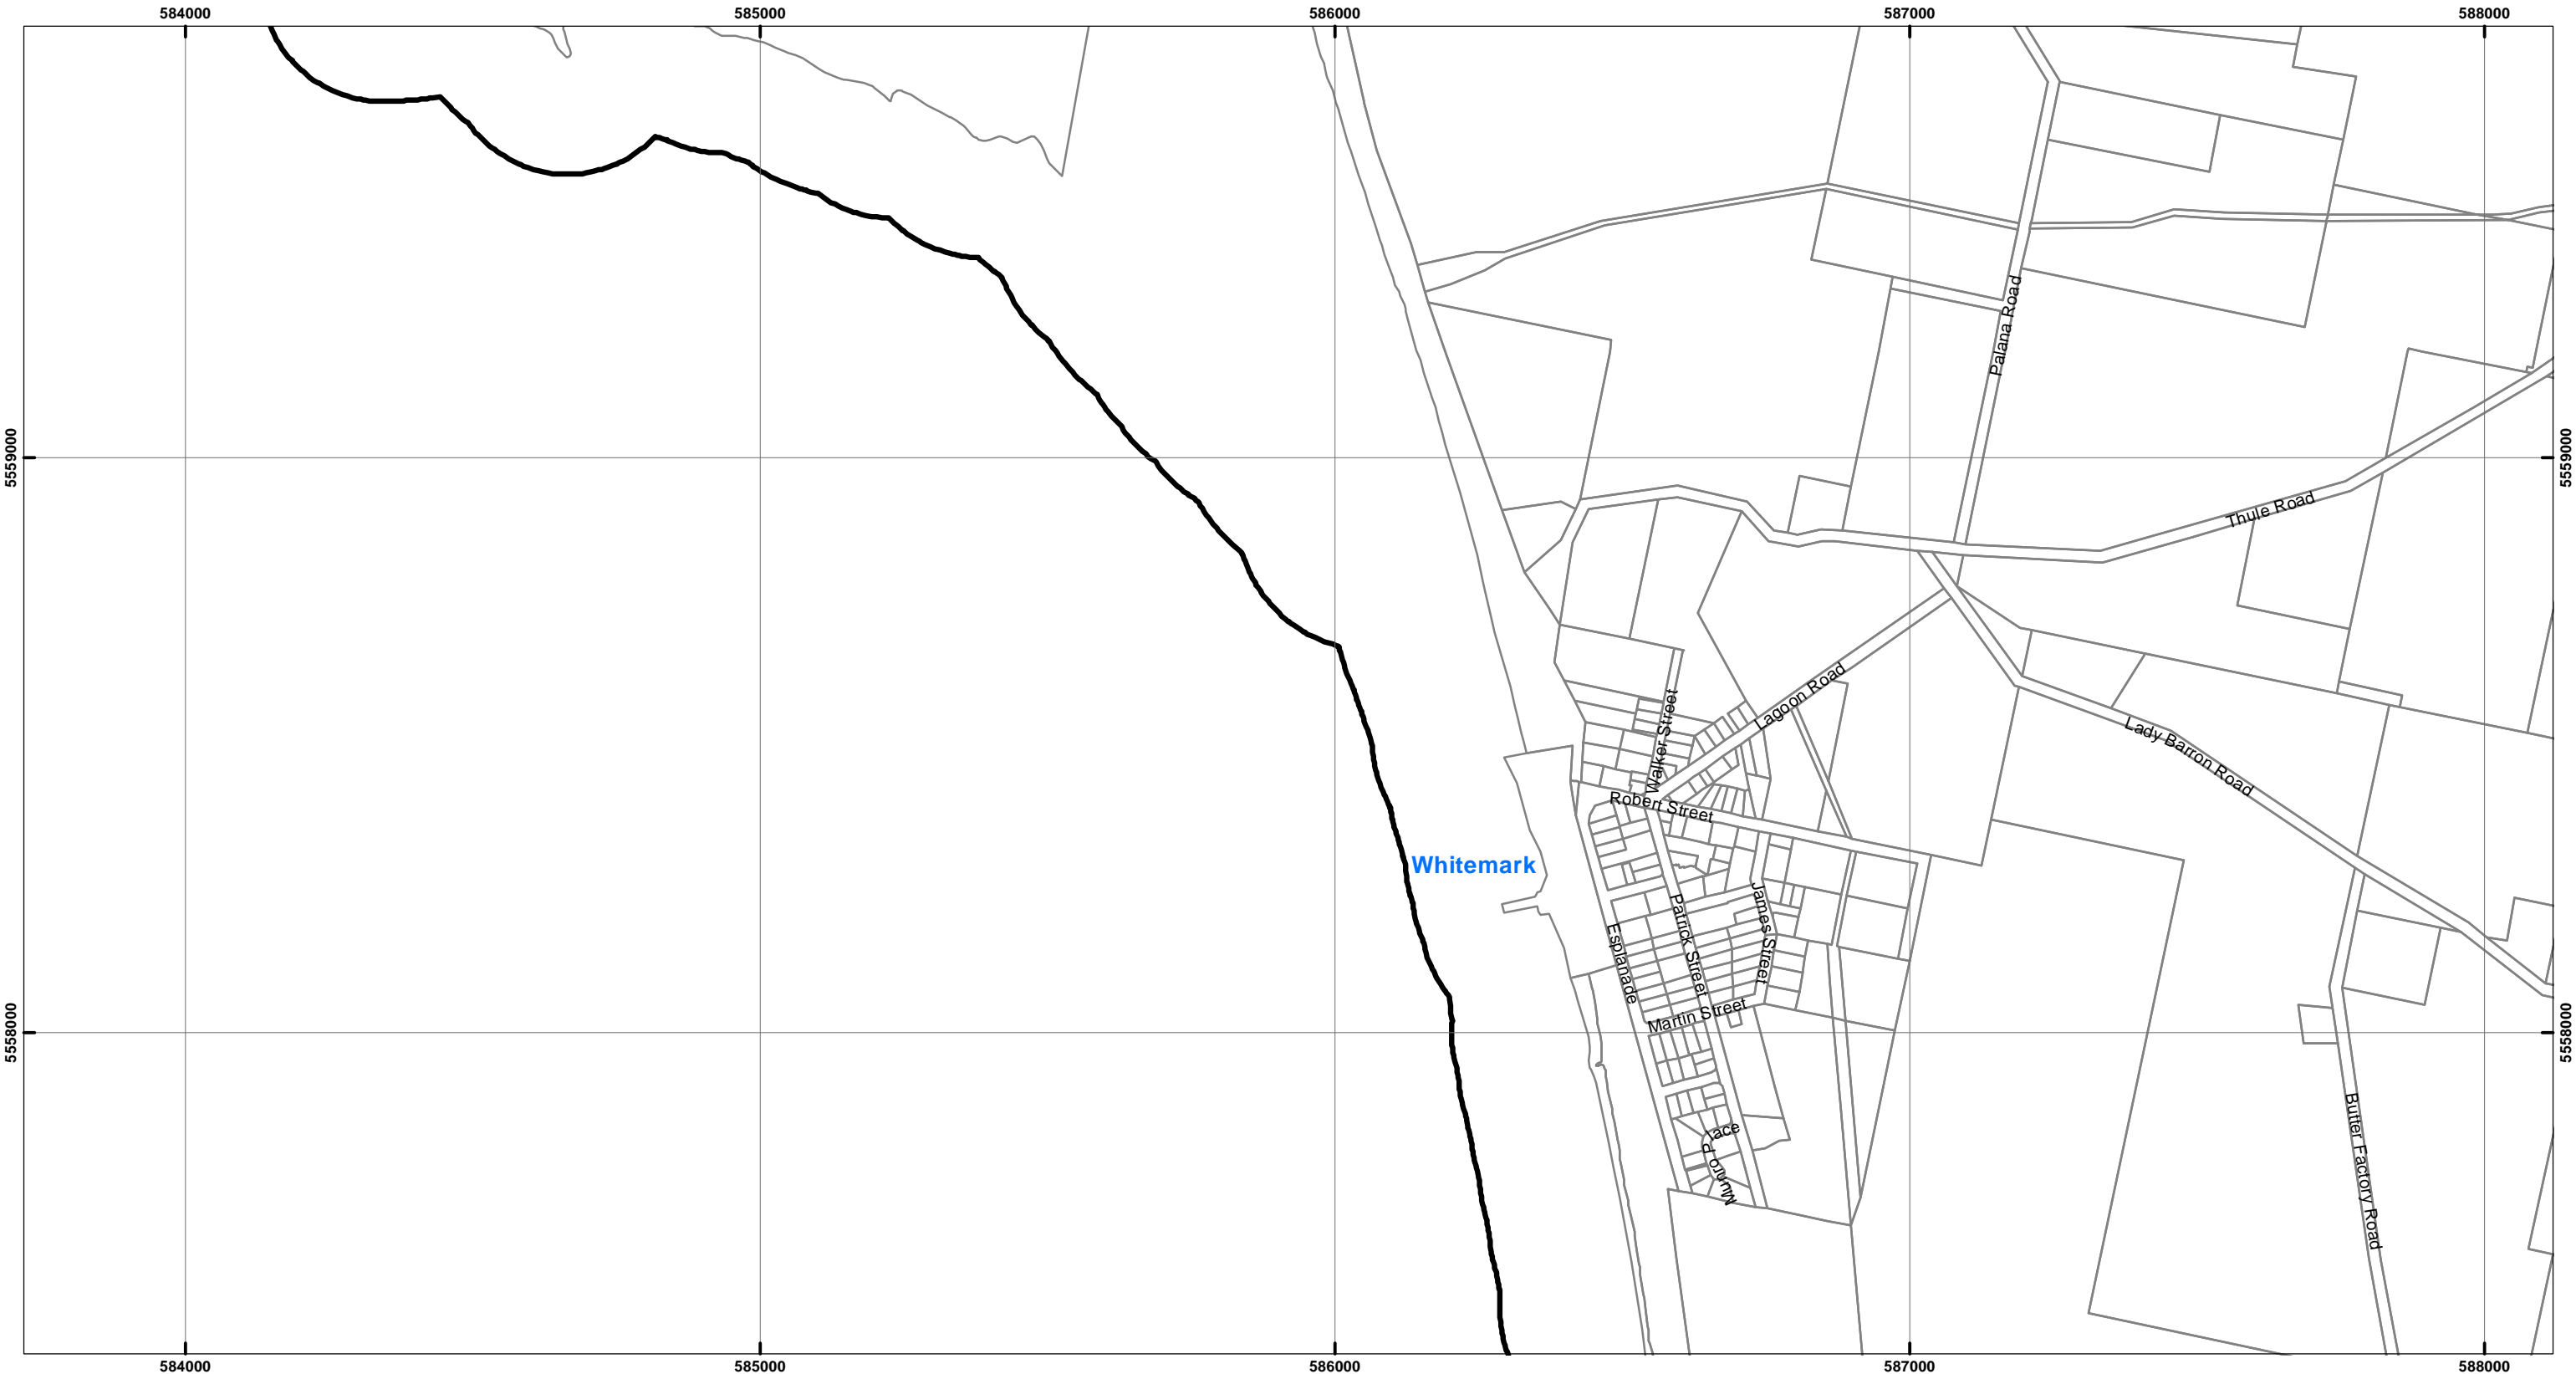 584000
585000
586000
587000
588000
Palana Road
5559000
5559000
Thule Road
Lagoon Road
Walker Street
Lady Barron Road
Robert Street
Whitemark
James Street
Patrick Street
Esplanade
Martin Street
5558000
5558000
Munro Place
Butter Factory Road
584000
585000
586000
587000
588000